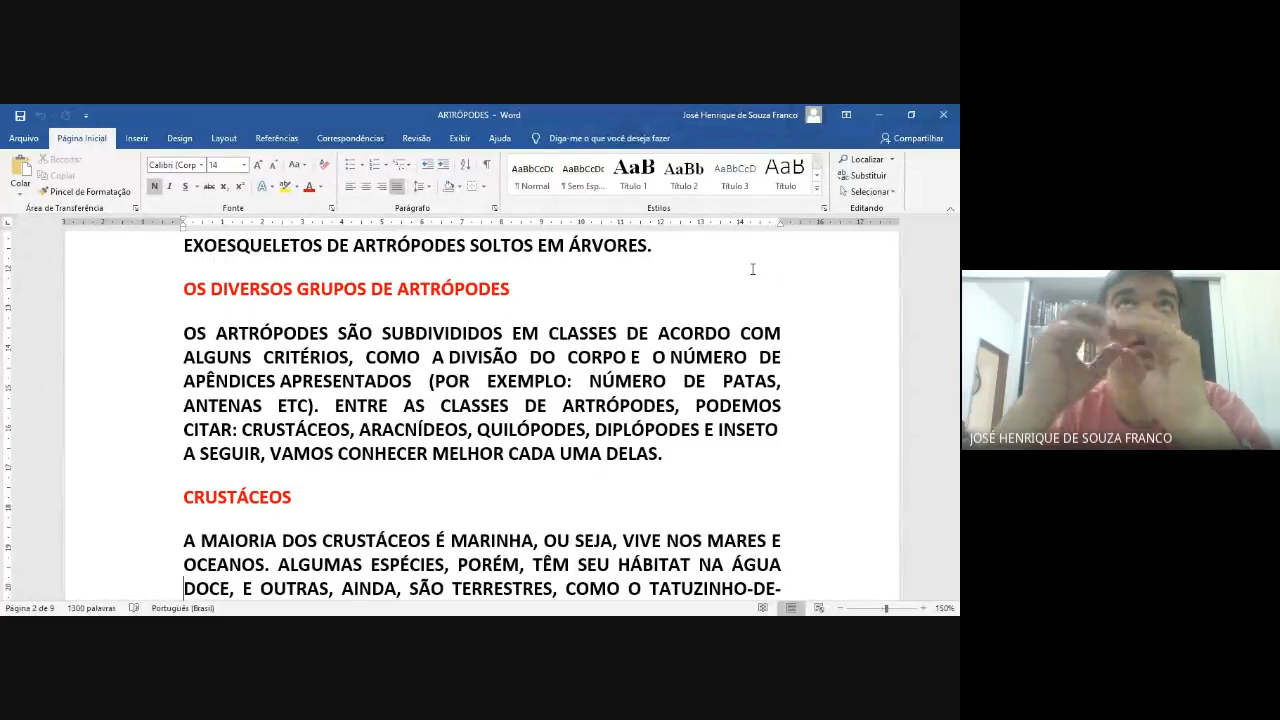 ARTRÓPODES - Word
José Henrique de Souza Franco
Arquivo
Página Inicial
Inserir
Design
Layout
Referências
Correspondências
Revisão
Exibir
Ajuda
Diga-me o que você deseja fazer
Compartilhar
Colar
Recortar
Copiar
Pincel de Formatação
Área de Transferência
Calibri (Corp
14
Fonte
Parágrafo
AaBbCcDc
¶ Normal
AaBbCcDc
¶ Sem Esp...
AaB
Título 1
AaBb
Título 2
AaBbCcD
Título 3
AaB
Título
Estilos
Localizar
Substituir
Selecionar
Editando
EXOESQUELETOS DE ARTRÓPODES SOLTOS EM ÁRVORES.
OS DIVERSOS GRUPOS DE ARTRÓPODES
OS ARTRÓPODES SÃO SUBDIVIDIDOS EM CLASSES DE ACORDO COM
ALGUNS CRITÉRIOS, COMO A DIVISÃO DO CORPO E O NÚMERO DE
APÊNDICES APRESENTADOS (POR EXEMPLO: NÚMERO DE PATAS,
ANTENAS ETC). ENTRE AS CLASSES DE ARTRÓPODES, PODEMOS
CITAR: CRUSTÁCEOS, ARACNÍDEOS, QUILÓPODES, DIPLÓPODES E INSETO
A SEGUIR, VAMOS CONHECER MELHOR CADA UMA DELAS.
CRUSTÁCEOS
A MAIORIA DOS CRUSTÁCEOS É MARINHA, OU SEJA, VIVE NOS MARES E
OCEANOS. ALGUMAS ESPÉCIES, PORÉM, TÊM SEU HÁBITAT NA ÁGUA
DOCE, E OUTRAS, AINDA, SÃO TERRESTRES, COMO O TATUZINHO-DE-
Página 2 de 9
1300 palavras
Português (Brasil)
150%
JOSÉ HENRIQUE DE SOUZA FRANCO